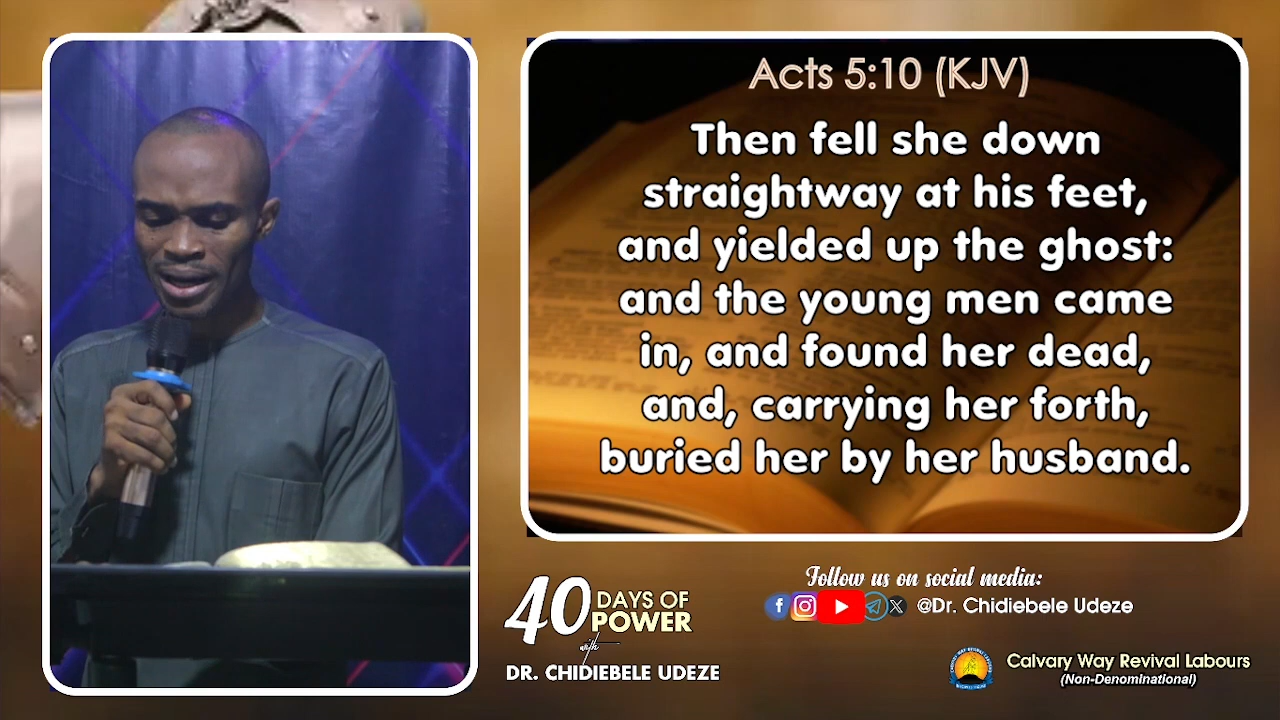 Acts 5:10 (KJV)
Then fell she down
straightway at his feet,
and yielded up the ghost:
and the young men came
in, and found her dead,
and, carrying her forth,
buried her by her husband.
40 DAYS OF
POWER
with
DR. CHIDIEBELE UDEZE
Follow us on social media:
@Dr. Chidiebele Udeze
Calvary Way Revival Labours
(Non-Denominational)